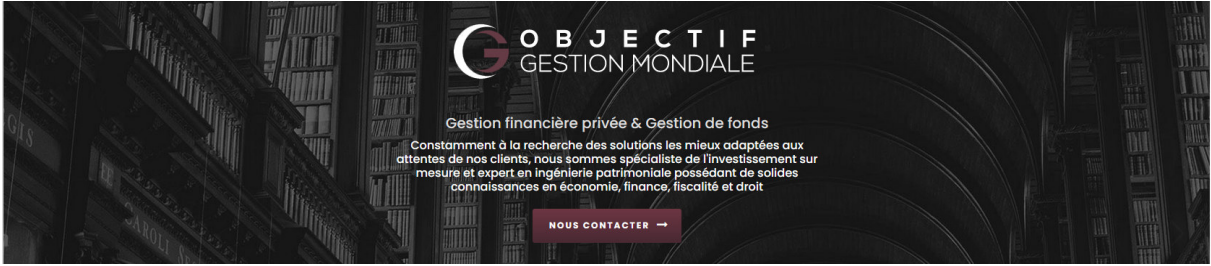 OBJECTIF
GESTION MONDIALE
Gestion financière privée & Gestion de fonds
Constamment à la recherche des solutions les mieux adaptées aux
attentes de nos clients, nous sommes spécialiste de l'investissement sur
mesure et expert en ingénierie patrimoniale possédant de solides
connaissances en économie, finance, fiscalité et droit
NOUS CONTACTER →
GIS
CAROLI